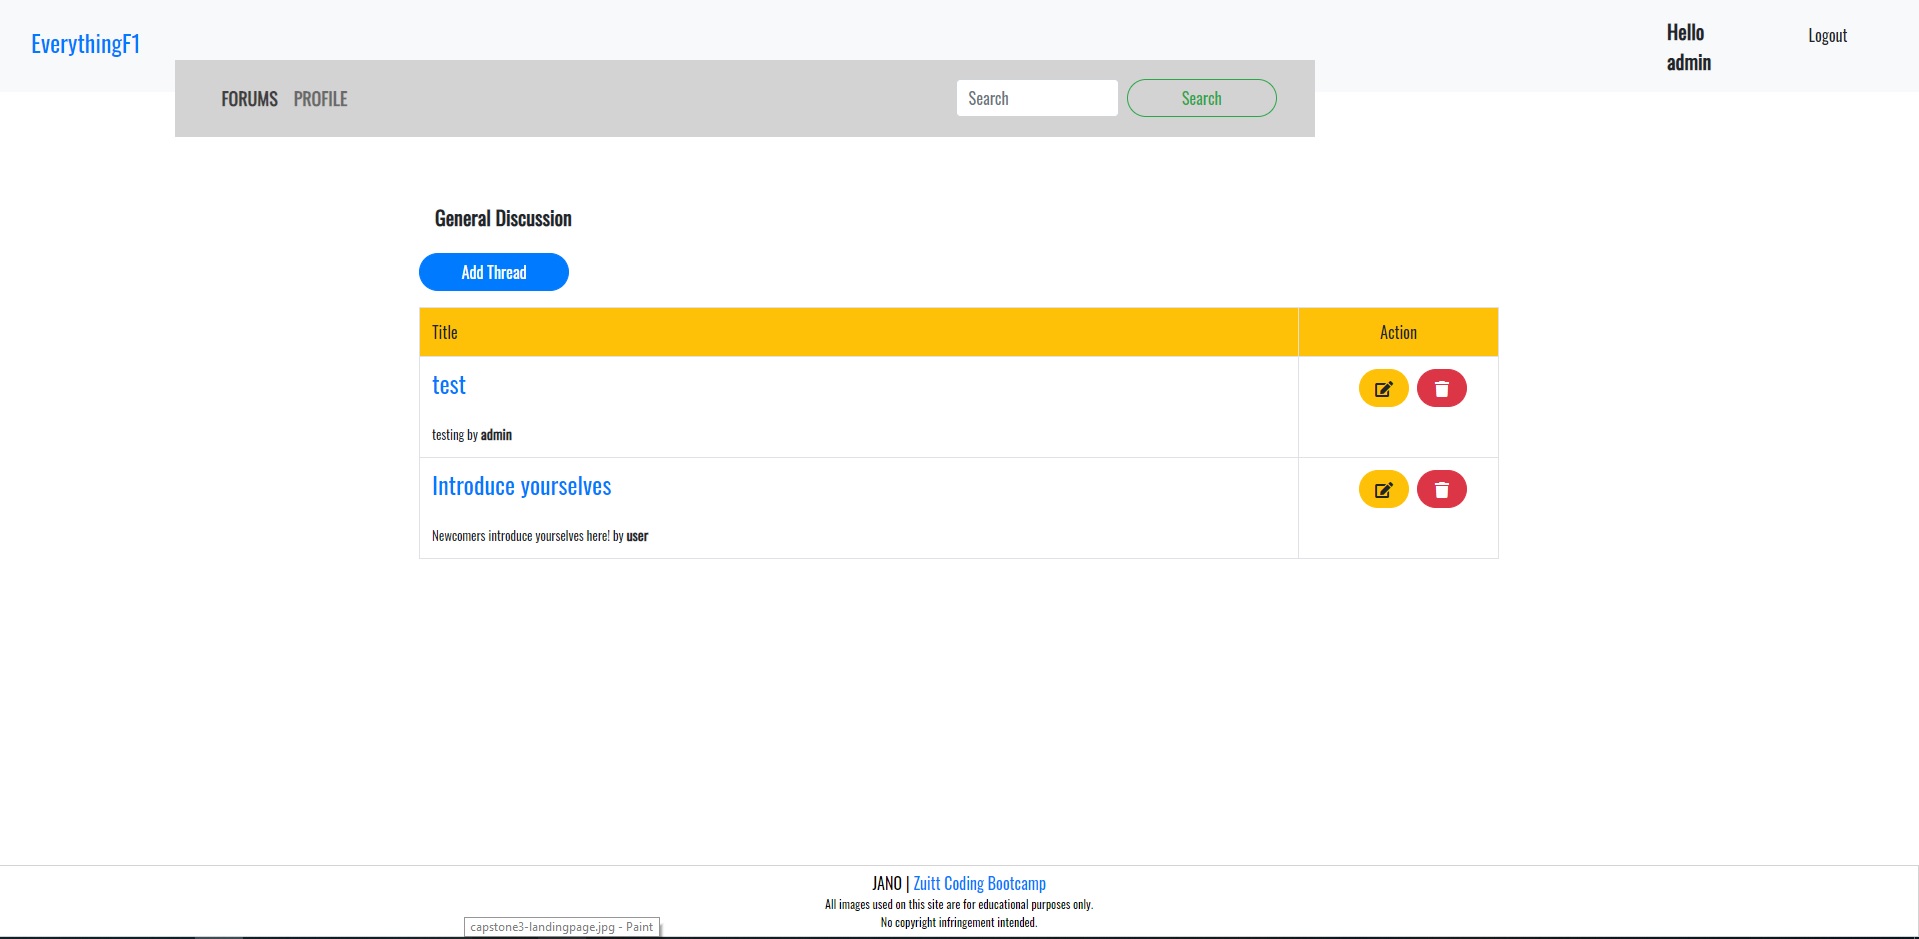 EverythingF1
Hello
admin
Logout
FORUMS PROFILE
Search
Search
General Discussion
Add Thread
Title Action
test
testing by admin
Introduce yourselves
Newcomers introduce yourselves here! by user
JANO | Zuitt Coding Bootcamp
All images used on this site are for educational purposes only.
No copyright infringement intended.
capstone3-landingpage.jpg - Paint